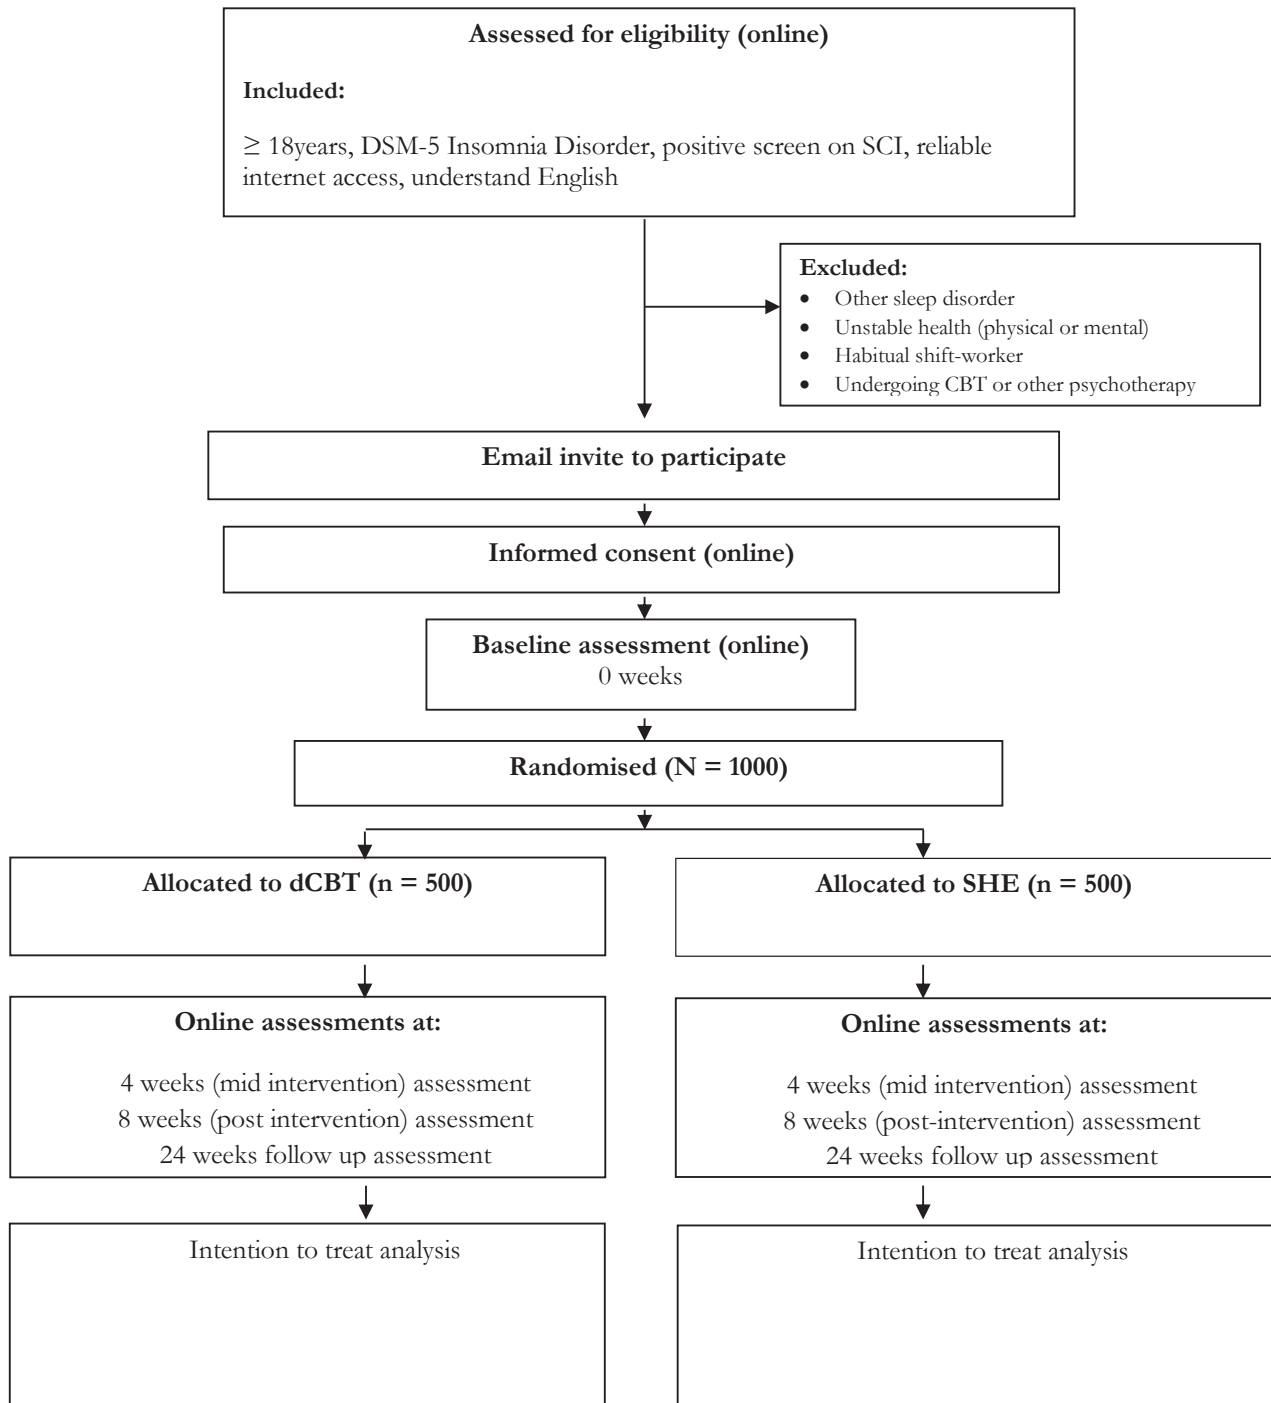 Assessed for eligibility (online)
Included:
≥ 18years, DSM-5 Insomnia Disorder, positive screen on SCI, reliable
internet access, understand English
Excluded:
• Other sleep disorder
• Unstable health (physical or mental)
• Habitual shift-worker
• Undergoing CBT or other psychotherapy
Email invite to participate
Informed consent (online)
Baseline assessment (online)
0 weeks
Randomised (N = 1000)
Allocated to dCBT (n = 500)
Allocated to SHE (n = 500)
Online assessments at:
4 weeks (mid intervention) assessment
8 weeks (post intervention) assessment
24 weeks follow up assessment
Online assessments at:
4 weeks (mid intervention) assessment
8 weeks (post-intervention) assessment
24 weeks follow up assessment
Intention to treat analysis
Intention to treat analysis